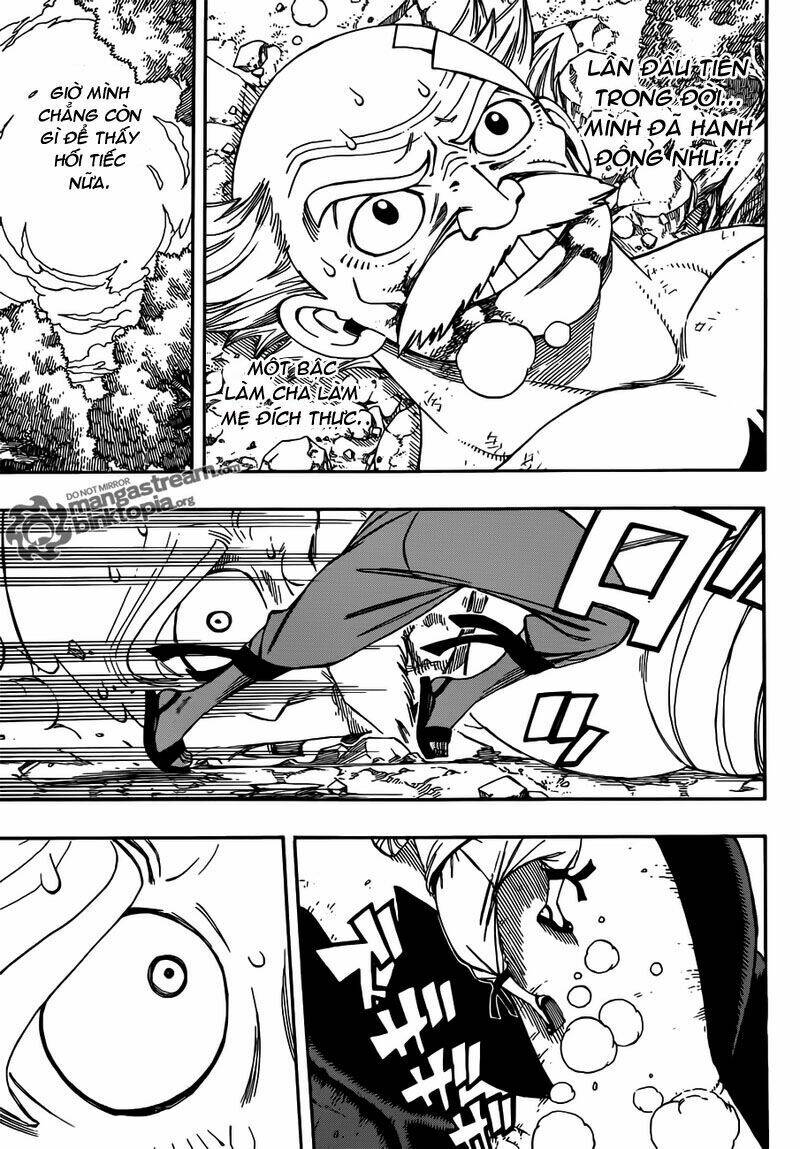 LẦN ĐẦU TIÊN
TRONG ĐỜI...
MÌNH ĐÃ HÀNH
ĐỘNG NHƯ...
MỘT BẬC
LÀM CHA LÀM
MẸ ĐÍCH THỰC...
GIỜ MÌNH
CHẲNG CÒN
GÌ ĐỂ THẤY
HỐI TIẾC
NỮA.
DO NOT MIRROR
mangastream.com
binktopia.org